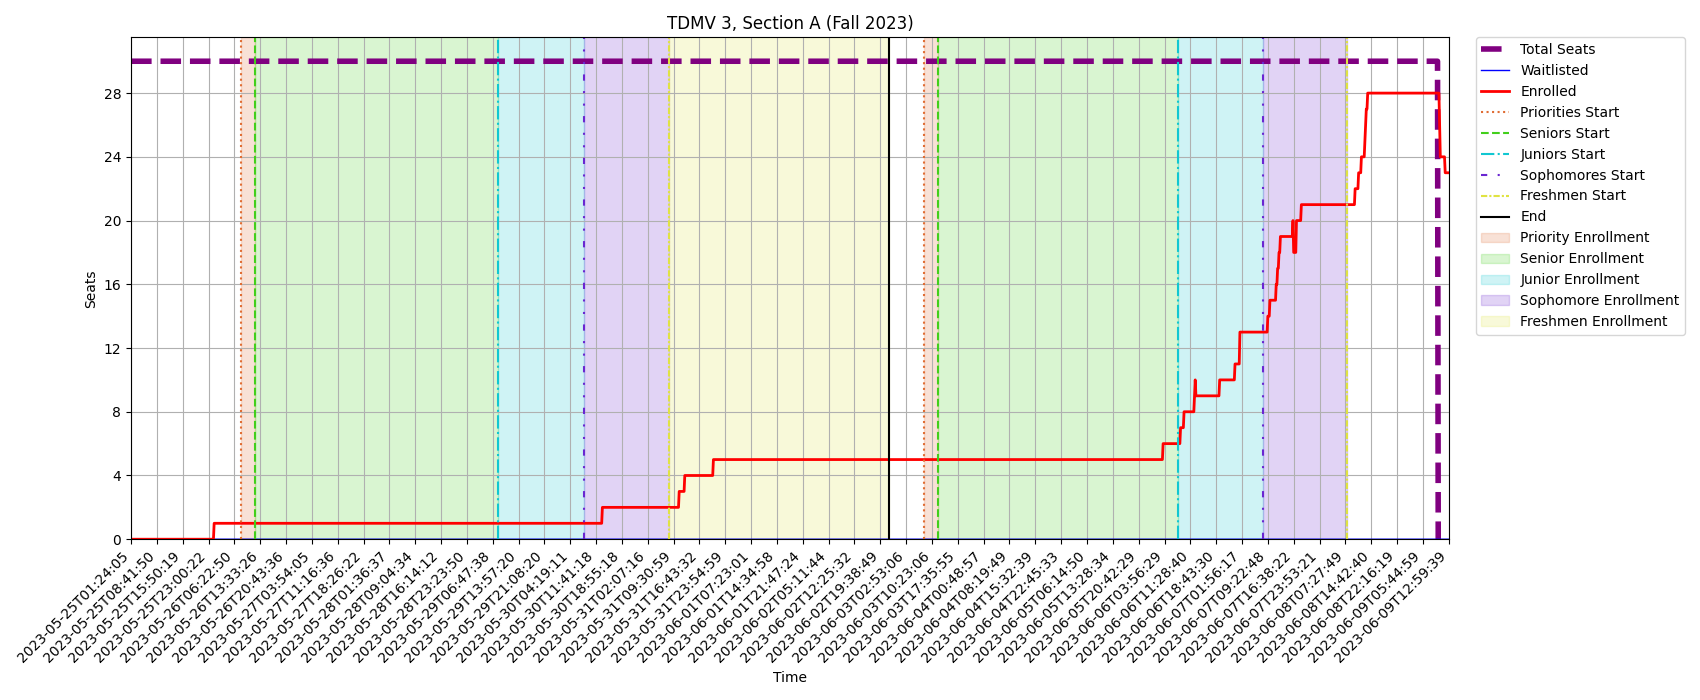 TDMV 3, Section A (Fall 2023)
Total Seats
Waitlisted
Enrolled
Priorities Start
Seniors Start
Juniors Start
Sophomores Start
Freshmen Start
End
Priority Enrollment
Senior Enrollment
Junior Enrollment
Sophomore Enrollment
Freshmen Enrollment
Seats
28
24
20
16
12
8
4
0
2023-05-25T01:24:05
2023-05-25T08:41:50
2023-05-25T15:50:19
2023-05-25T23:00:22
2023-05-26T06:22:50
2023-05-26T13:33:26
2023-05-26T20:43:36
2023-05-27T03:54:05
2023-05-27T11:16:36
2023-05-27T18:26:22
2023-05-28T01:36:37
2023-05-28T09:04:34
2023-05-28T16:14:12
2023-05-28T23:23:50
2023-05-29T06:47:38
2023-05-29T13:57:20
2023-05-29T21:08:20
2023-05-30T04:19:11
2023-05-30T11:41:18
2023-05-30T18:55:18
2023-05-31T02:07:16
2023-05-31T09:30:59
2023-05-31T16:43:32
2023-05-31T23:54:59
2023-06-01T07:23:01
2023-06-01T14:34:58
2023-06-01T21:47:24
2023-06-02T05:11:44
2023-06-02T12:25:32
2023-06-02T19:38:49
2023-06-03T02:53:06
2023-06-03T10:23:06
2023-06-03T17:35:55
2023-06-04T00:48:57
2023-06-04T08:19:49
2023-06-04T15:32:39
2023-06-04T22:45:33
2023-06-05T06:14:50
2023-06-05T13:28:34
2023-06-05T20:42:29
2023-06-06T03:56:29
2023-06-06T11:28:40
2023-06-06T18:43:30
2023-06-07T01:56:17
2023-06-07T09:22:48
2023-06-07T16:38:22
2023-06-07T23:53:21
2023-06-08T07:27:49
2023-06-08T14:42:40
2023-06-08T22:16:19
2023-06-09T05:44:59
2023-06-09T12:59:39
Time